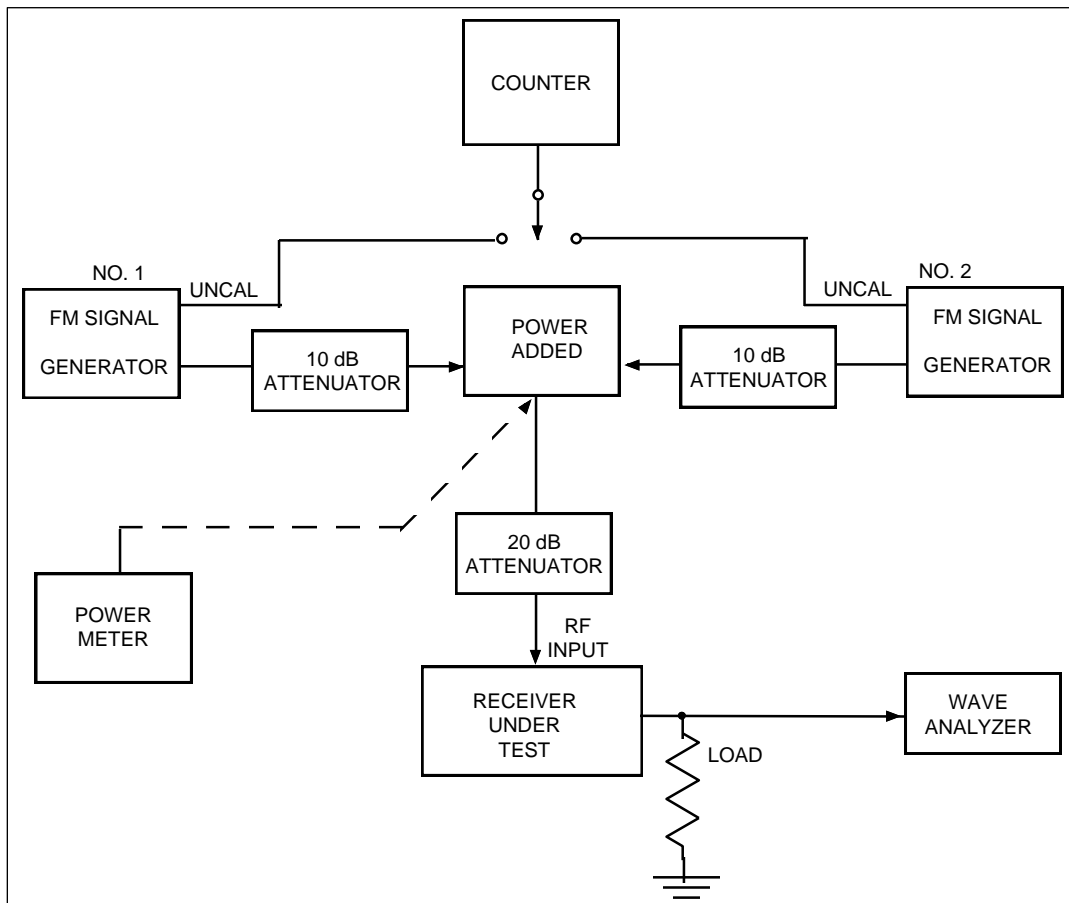 COUNTER
NO. 1
UNCAL
FM SIGNAL
GENERATOR
10 dB
ATTENUATOR
POWER
ADDED
10 dB
ATTENUATOR
UNCAL
NO. 2
FM SIGNAL
GENERATOR
20 dB
ATTENUATOR
POWER
METER
RF
INPUT
RECEIVER
UNDER
TEST
LOAD
WAVE
ANALYZER